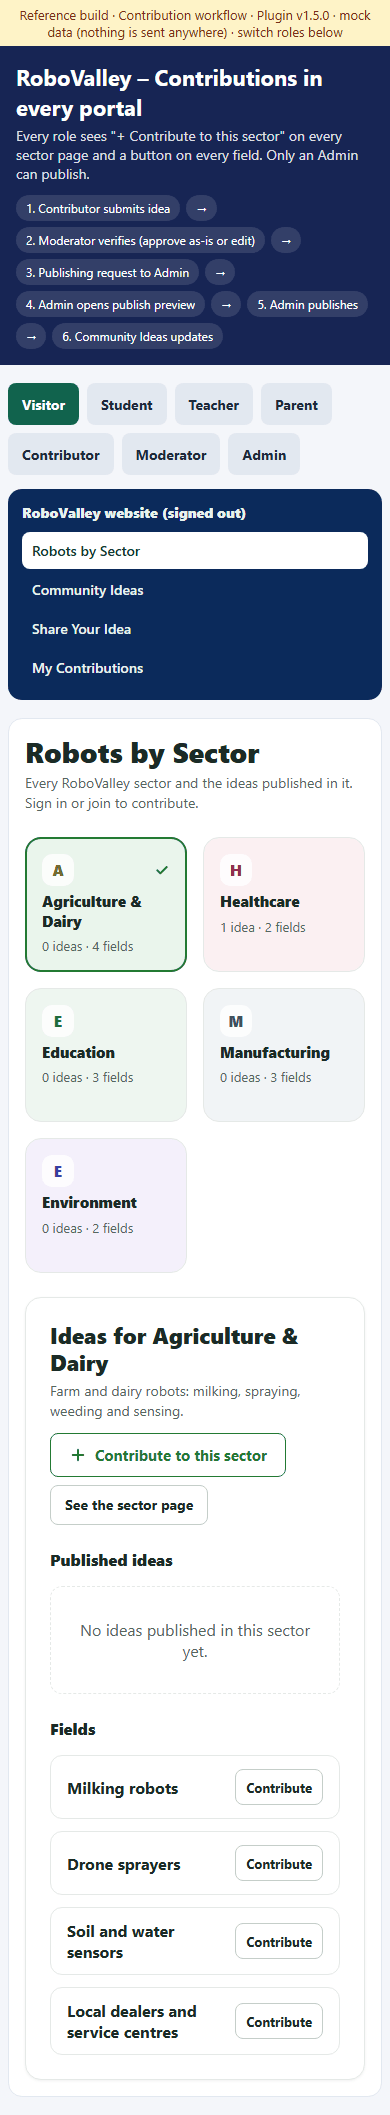 Reference build · Contribution workflow · Plugin v1.5.0 · mock
data (nothing is sent anywhere) · switch roles below
RoboValley – Contributions in
every portal
Every role sees "+ Contribute to this sector" on every
sector page and a button on every field. Only an Admin
can publish.
1. Contributor submits idea →
2. Moderator verifies (approve as-is or edit) →
3. Publishing request to Admin →
4. Admin opens publish preview → 5. Admin publishes
→ 6. Community Ideas updates
Visitor Student Teacher Parent
Contributor Moderator Admin
RoboValley website (signed out)
Robots by Sector
Community Ideas
Share Your Idea
My Contributions
Robots by Sector
Every RoboValley sector and the ideas published in it.
Sign in or join to contribute.
A
Agriculture &
Dairy
0 ideas · 4 fields
H
Healthcare
1 idea · 2 fields
E
Education
0 ideas · 3 fields
M
Manufacturing
0 ideas · 3 fields
E
Environment
0 ideas · 2 fields
Ideas for Agriculture &
Dairy
Farm and dairy robots: milking, spraying,
weeding and sensing.
+ Contribute to this sector
See the sector page
Published ideas
No ideas published in this sector
yet.
Fields
Milking robots Contribute
Drone sprayers Contribute
Soil and water
sensors
Contribute
Local dealers and
service centres
Contribute